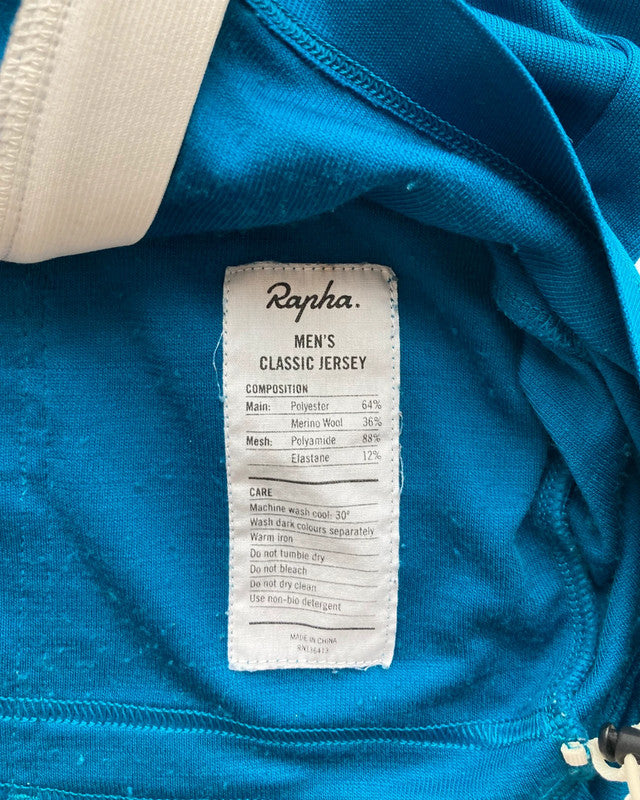 Rapha.
MEN'S
CLASSIC JERSEY
COMPOSITION
Main: Polyester 64%
Merino Wool 36%
Mesh: Polyamide 88%
Elastane 12%
CARE
Machine wash cool: 30°
Wash dark colours separately
Warm iron
Do not tumble dry
Do not bleach
Do not dry clean
Use non-bio detergent
MADE IN CHINA
RN136413